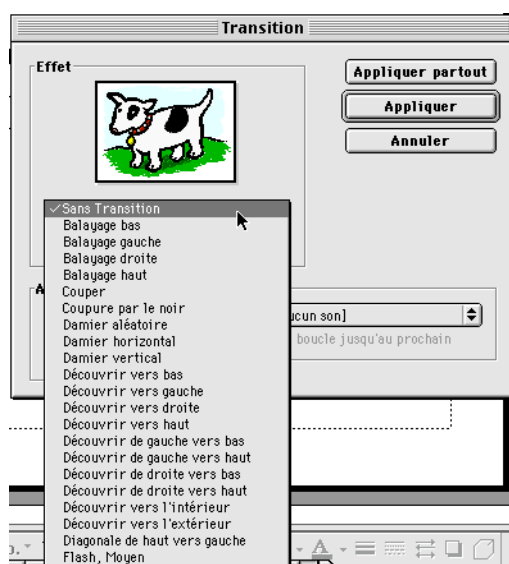 Transition
Effet
Appliquer partout
Appliquer
Annuler
✓Sans Transition
Balayage bas
Balayage gauche
Balayage droite
Balayage haut
Couper
Coupure par le noir
Damier aléatoire
Damier horizontal
Damier vertical
Découvrir vers bas
Découvrir vers gauche
Découvrir vers droite
Découvrir vers haut
Découvrir de gauche vers bas
Découvrir de gauche vers haut
Découvrir de droite vers bas
Découvrir de droite vers haut
Découvrir vers l'intérieur
Découvrir vers l'extérieur
Diagonale de haut vers gauche
Flash, Moyen
A
ucun son]
boucle jusqu'au prochain
A